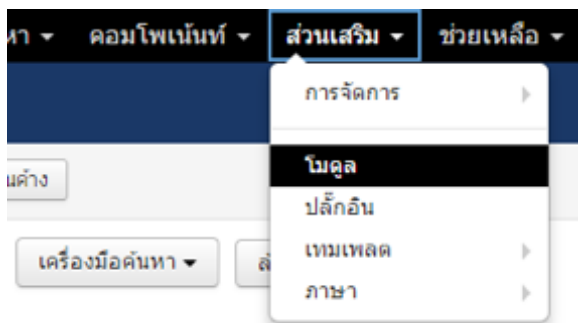 คอมโพเน้นท์ ส่วนเสริม ช่วยเหลือ
การจัดการ
โมดูล
ปลั๊กอิน
เครื่องมือค้นหา
เทมเพลต
ภาษา